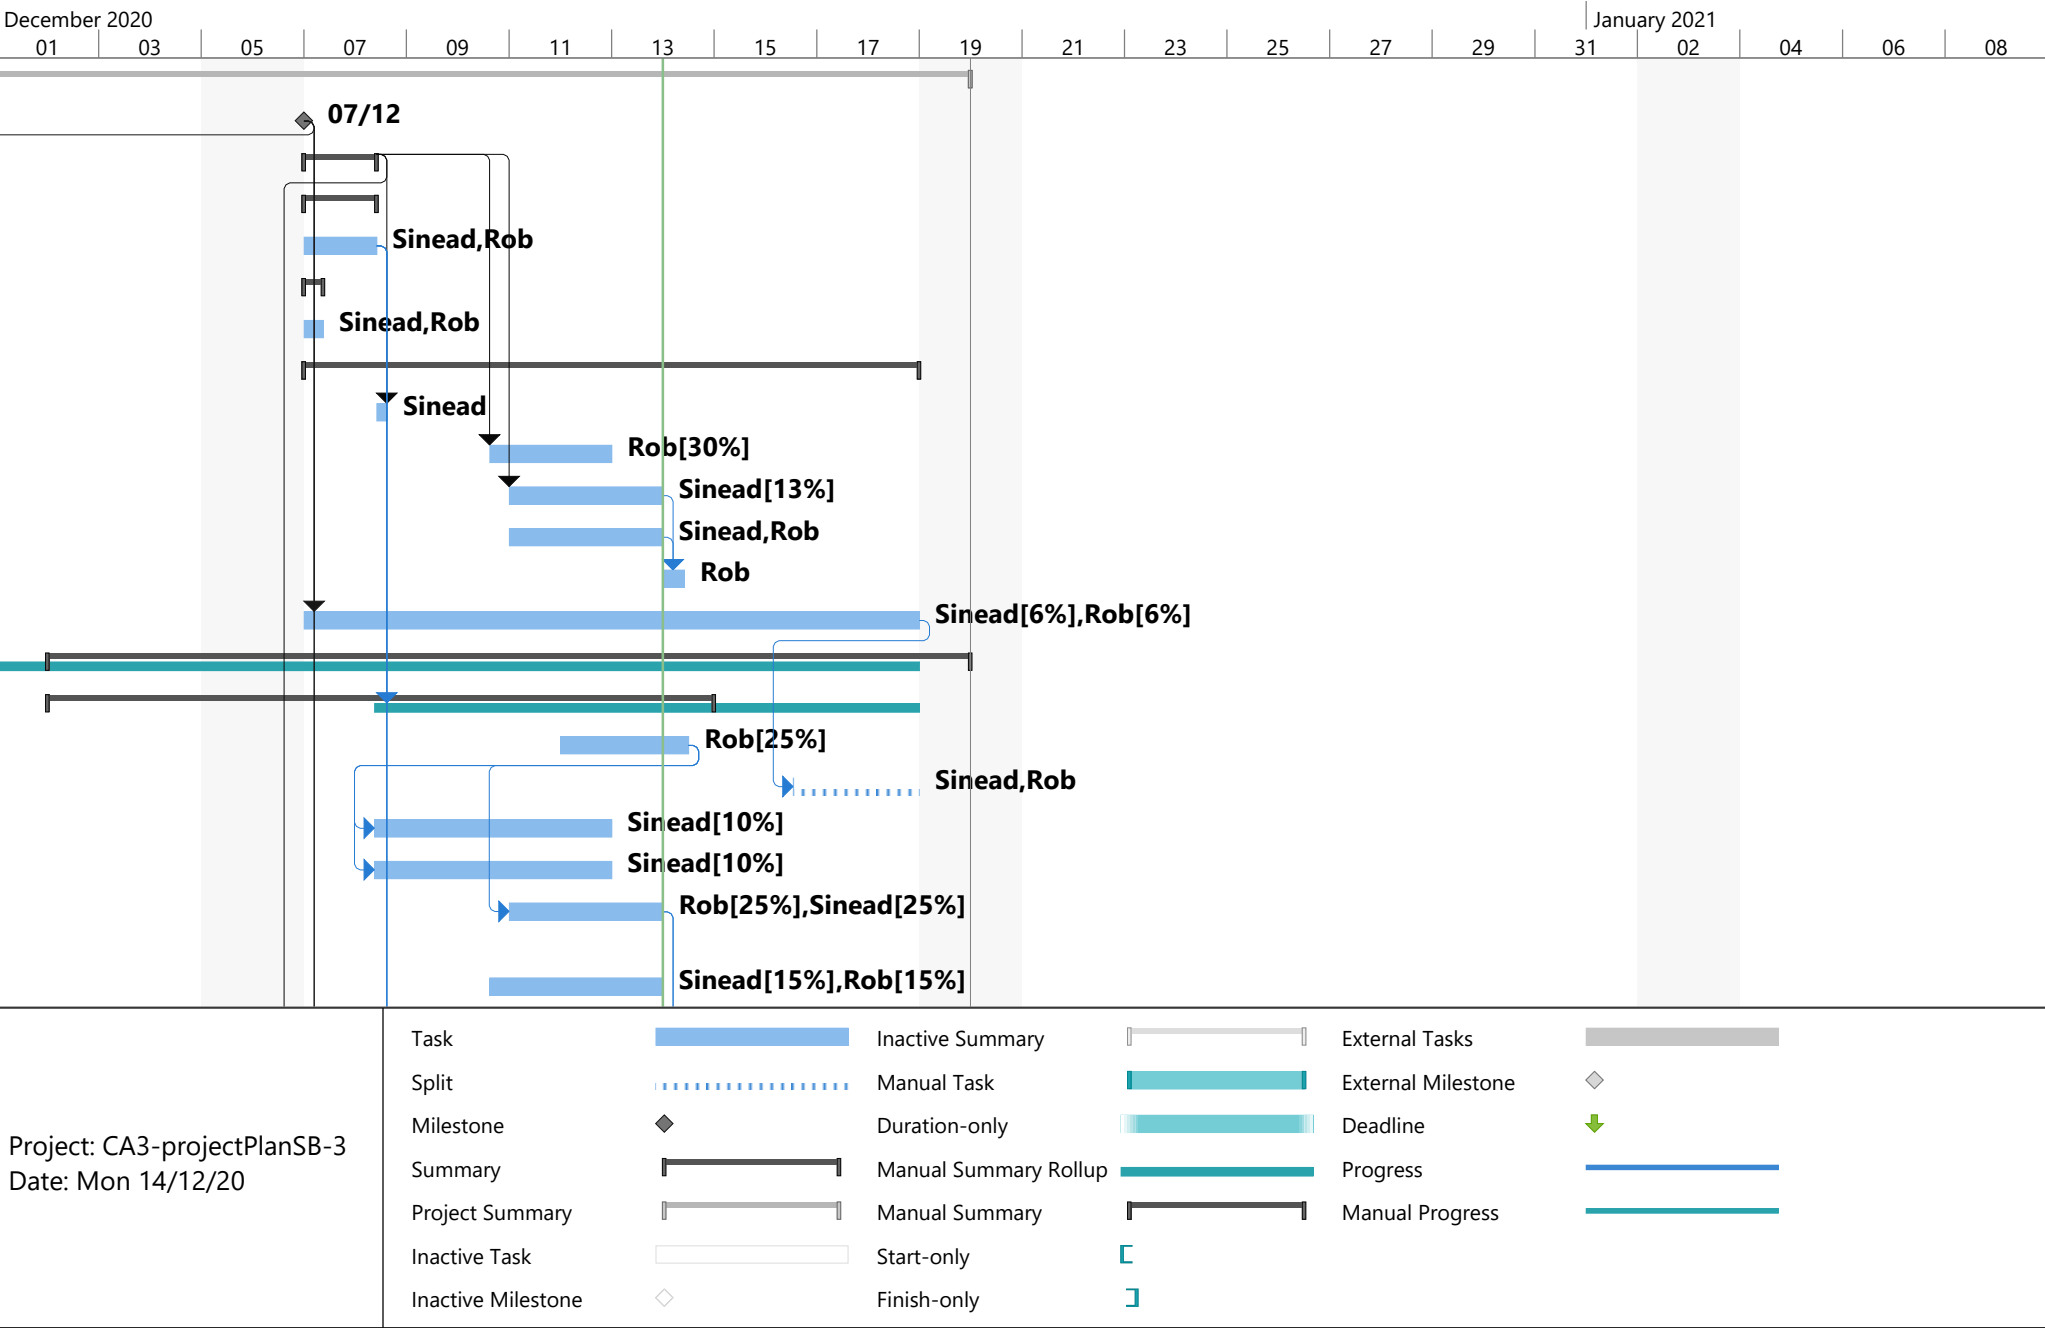 December 2020
January 2021
01 03 05 07 09 11 13 15 17 19 21 23 25 27 29 31 02 04 06 08
07/12
Sinead,Rob
Sinead,Rob
Sinead
Rob[30%]
Sinead[13%]
Sinead,Rob
Rob
Sinead[6%],Rob[6%]
Rob[25%]
Sinead,Rob
Sinead[10%]
Sinead[10%]
Rob[25%],Sinead[25%]
Sinead[15%],Rob[15%]
Project: CA3-projectPlanSB-3
Date: Mon 14/12/20
Task
Split
Milestone
Summary
Project Summary
Inactive Task
Inactive Milestone
Inactive Summary
Manual Task
Duration-only
Manual Summary Rollup
Manual Summary
Start-only
Finish-only
External Tasks
External Milestone
Deadline
Progress
Manual Progress